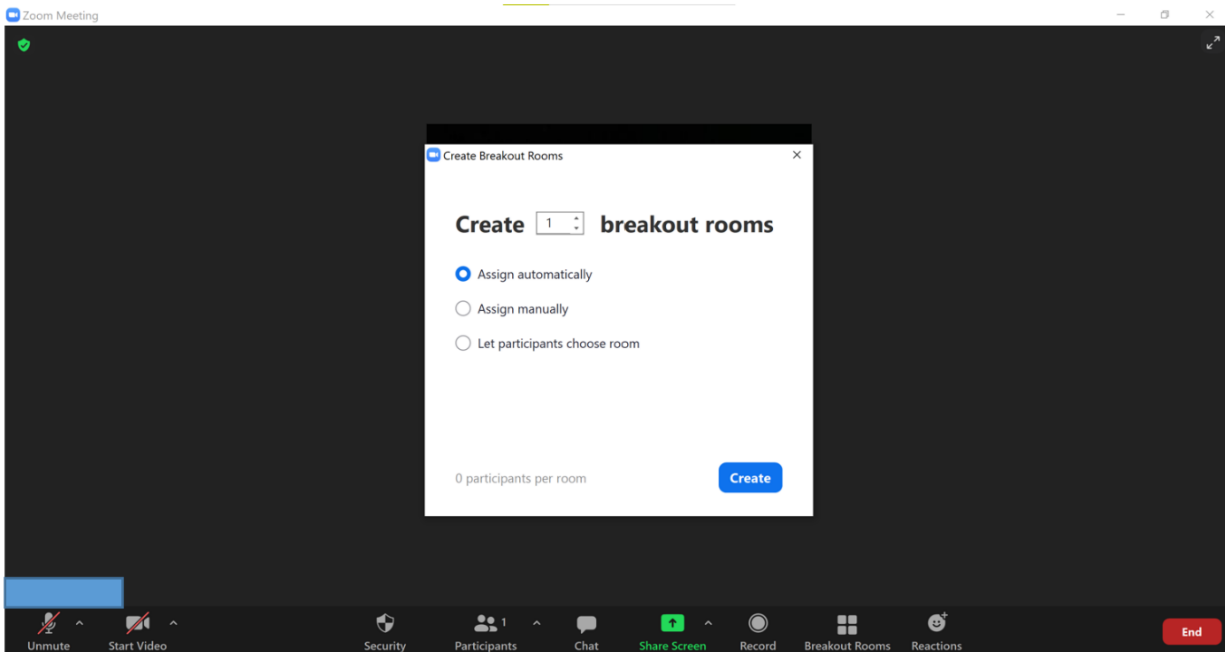 Zoom Meeting
Create Breakout Rooms
Create 1 breakout rooms
Assign automatically
Assign manually
Let participants choose room
0 participants per room
Create
1
Unmute
Start Video
Security
Participants
Chat
Share Screen
Record
Breakout Rooms
Reactions
End